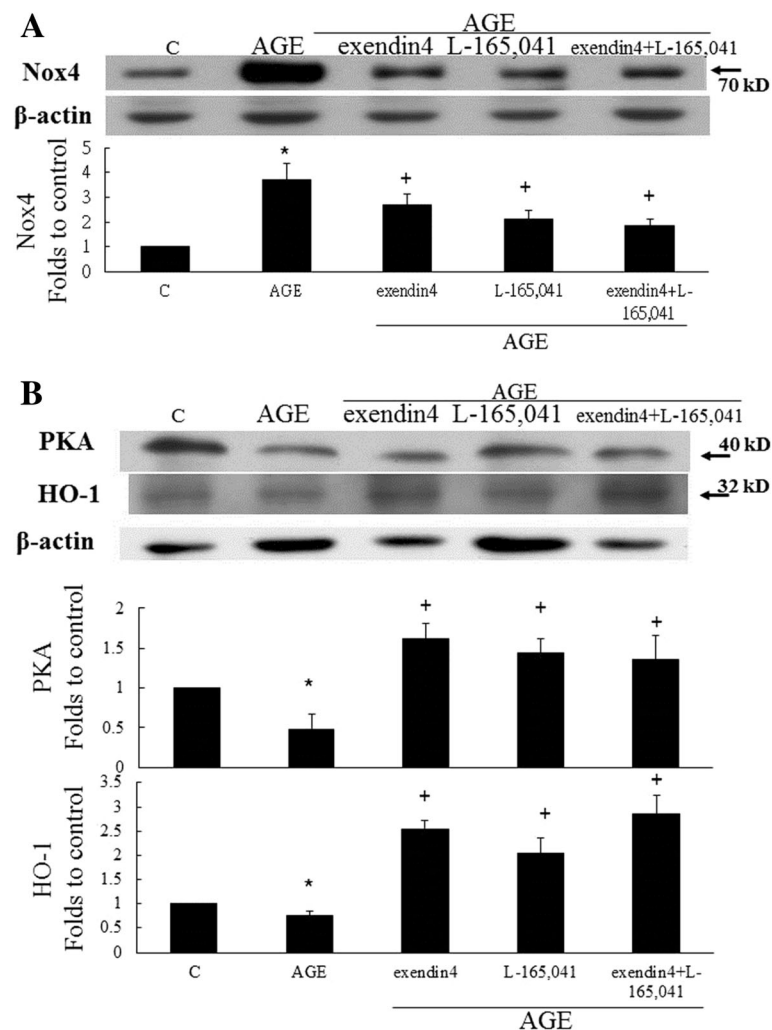 A
AGE
C AGE exendin4 L-165,041 exendin4+L-165,041
Nox4
70 kD
β-actin
Nox4
Folds to control
5
4
3
2
1
0
*
+
+
+
C AGE exendin4 L-165,041 exendin4+L-
165,041
AGE
B
AGE
C AGE exendin4 L-165,041 exendin4+L-165,041
PKA
40 kD
HO-1
32 kD
β-actin
PKA
Folds to control
2
1.5
1
0.5
0
*
+
+
+
HO-1
Folds to control
3.5
3
2.5
2
1.5
1
0.5
0
*
+
+
+
C AGE exendin4 L-165,041 exendin4+L-
165,041
AGE